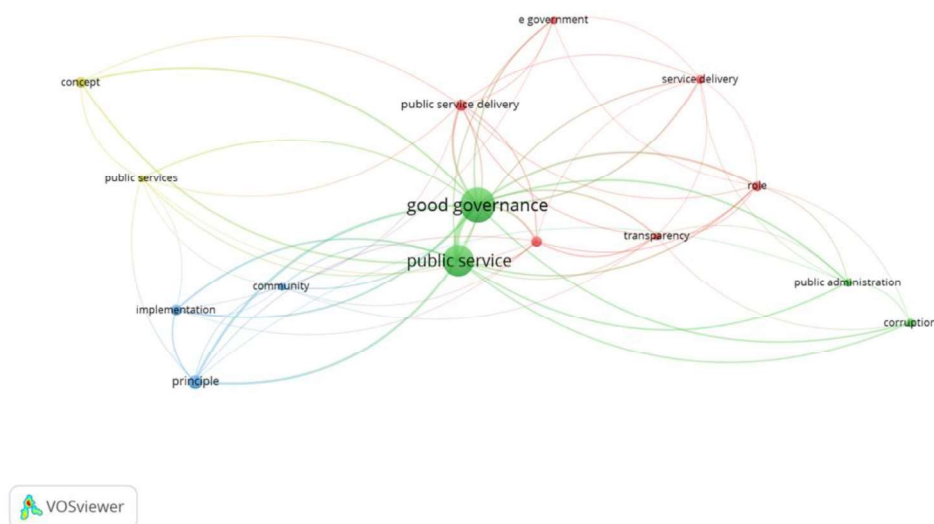 e government
concept
service delivery
public service delivery
public services
role
good governance
transparency
public service
community
public administration
implementation
corruption
principle
VOSviewer